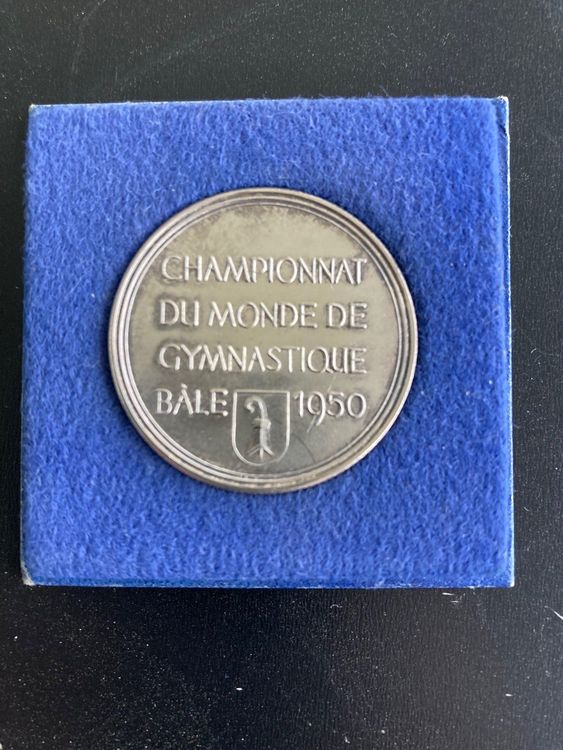 CHAMPIONNAT
DU MONDE DE
GYMNASTIQUE
BÂLE 1950